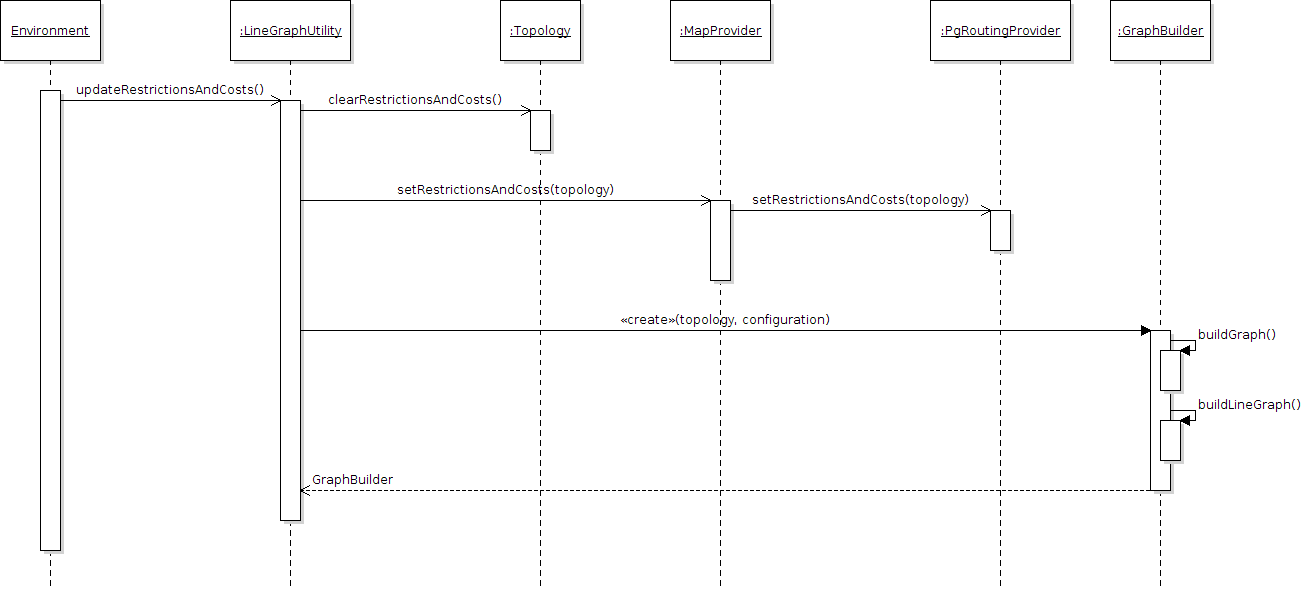 Environment
:LineGraphUtility
:Topology
:MapProvider
:PgRoutingProvider
:GraphBuilder
updateRestrictionsAndCosts()
clearRestrictionsAndCosts()
setRestrictionsAndCosts(topology)
setRestrictionsAndCosts(topology)
«create»(topology, configuration)
buildGraph()
buildLineGraph()
GraphBuilder